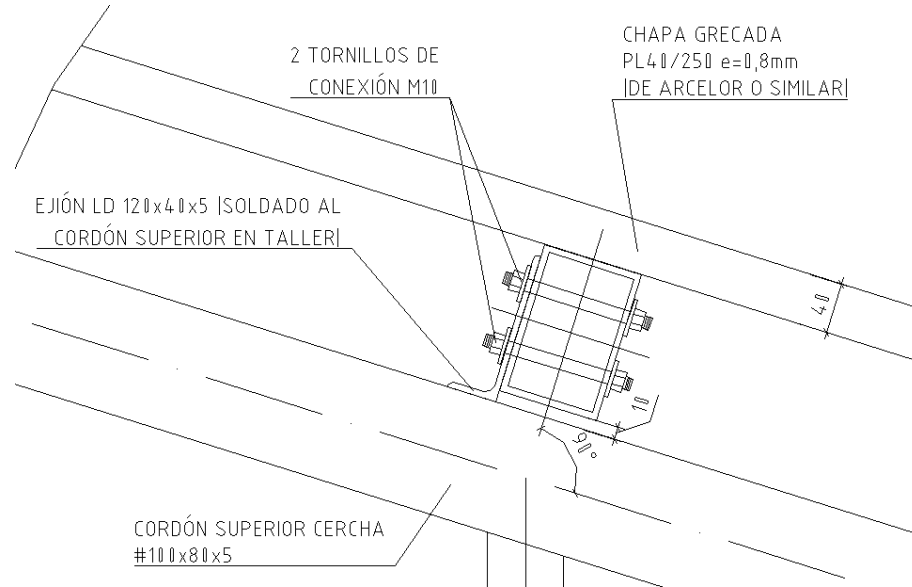 2 TORNILLOS DE
CONEXIÓN M10
CHAPA GRECADA
PL40/250 e=0,8mm
|DE ARCELOR O SIMILAR|
EJIÓN LD 120x40x5 |SOLDADO AL
CORDÓN SUPERIOR EN TALLER|
40
10
CORDÓN SUPERIOR CERCHA
#100x80x5